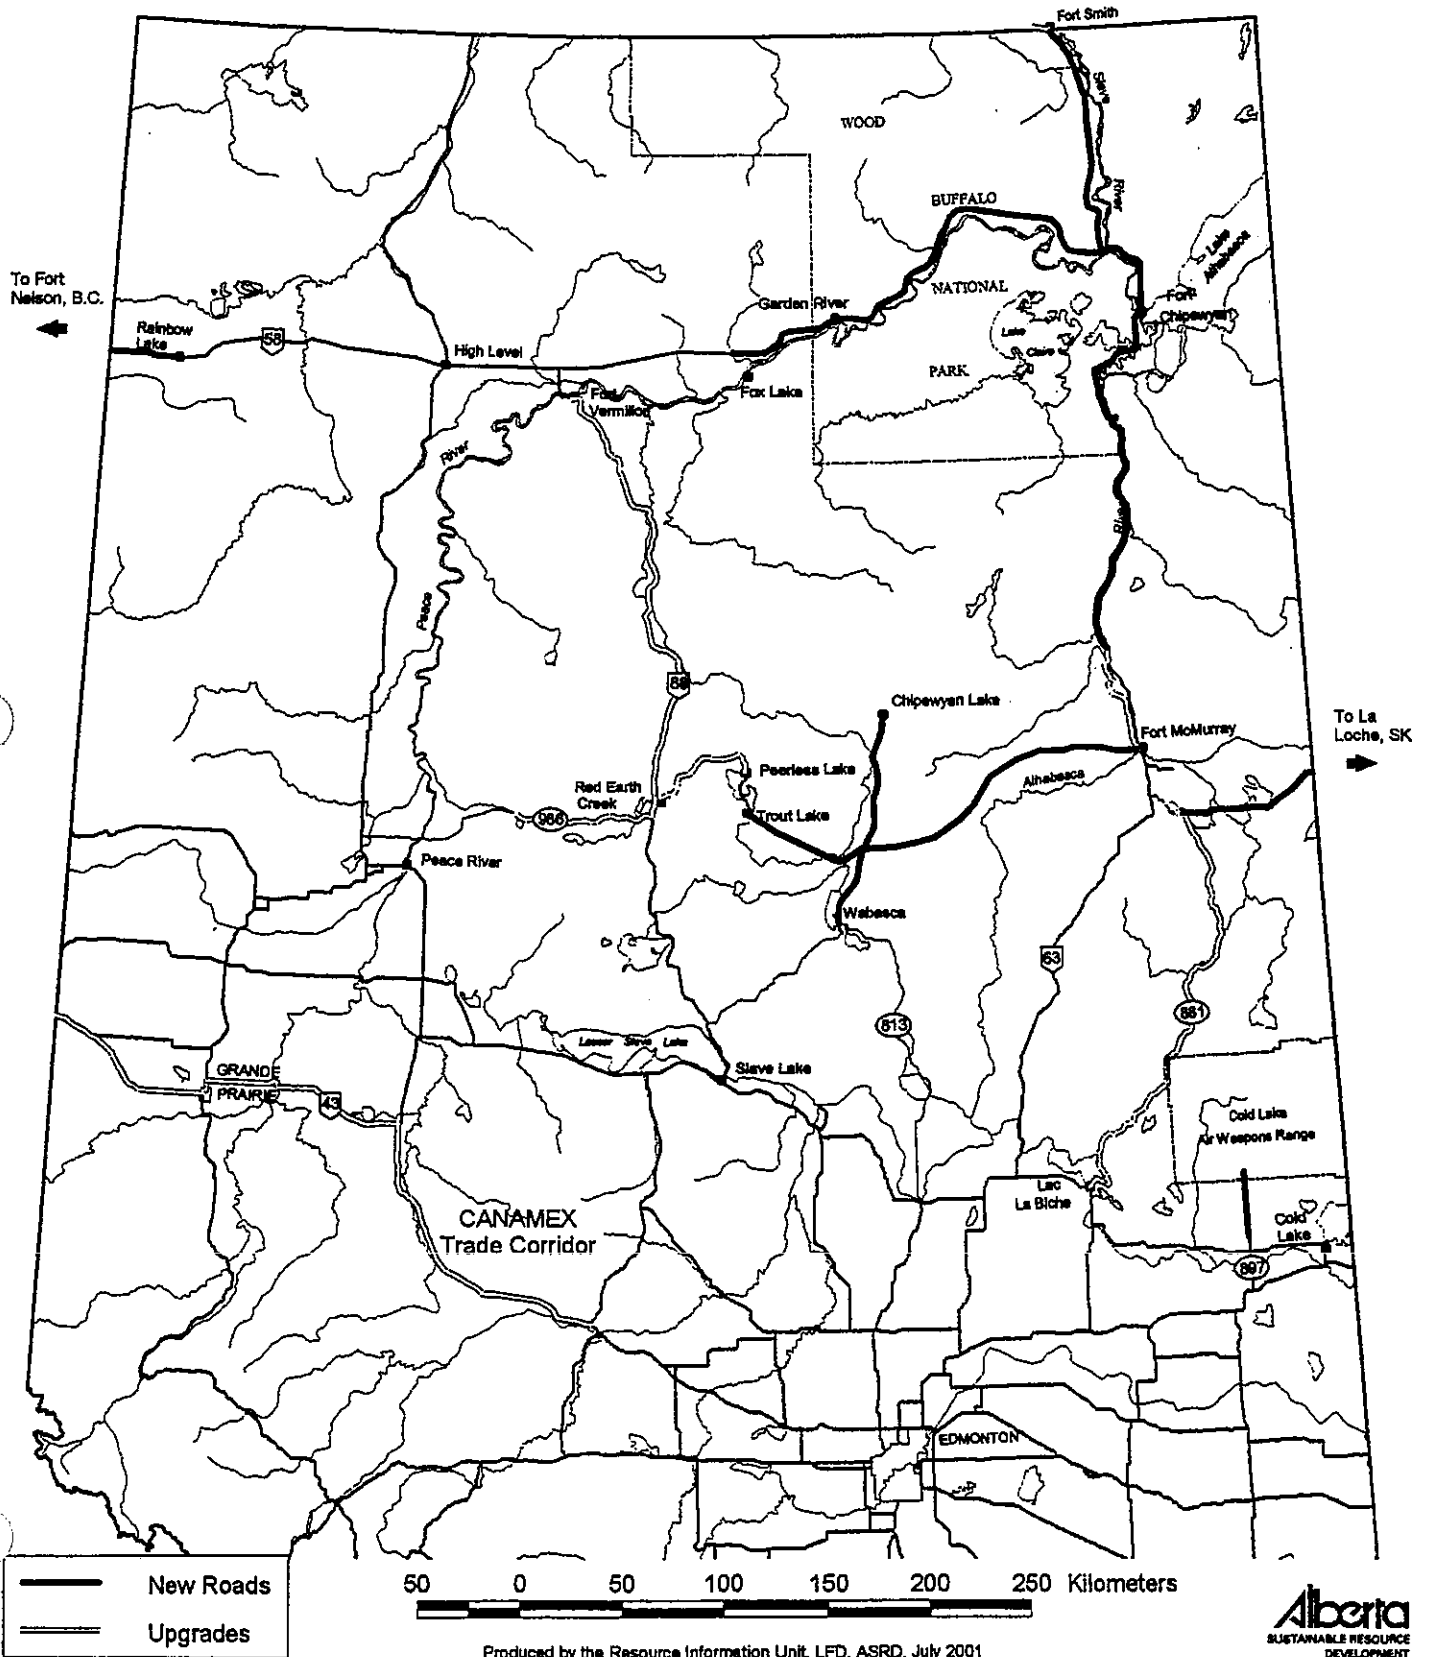 Fort Smith
Slave
River
WOOD
BUFFALO
NATIONAL
PARK
Lake
Athabasca
To Fort
Nelson, B.C.
Rainbow
Lake
58
High Level
Garden River
Fort
Chipewyan
Lake
Claire
Fox Lake
Fort
Vermilion
River
Peace
River
88
Chipewyan Lake
Fort McMurray
To La
Loche, SK
Peerless Lake
Athabasca
Red Earth
Creek
Trout Lake
986
Peace River
Wabasca
63
813
881
Lesser Slave Lake
Slave Lake
GRANDE
PRAIRIE
43
Cold Lake
Air Weapons Range
Lac
La Biche
CANAMEX
Trade Corridor
Cold
Lake
897
EDMONTON
New Roads
Upgrades
50 0 50 100 150 200 250 Kilometers
Produced by the Resource Information Unit, LFD, ASRD, July 2001
Alberta
SUSTAINABLE RESOURCE
DEVELOPMENT